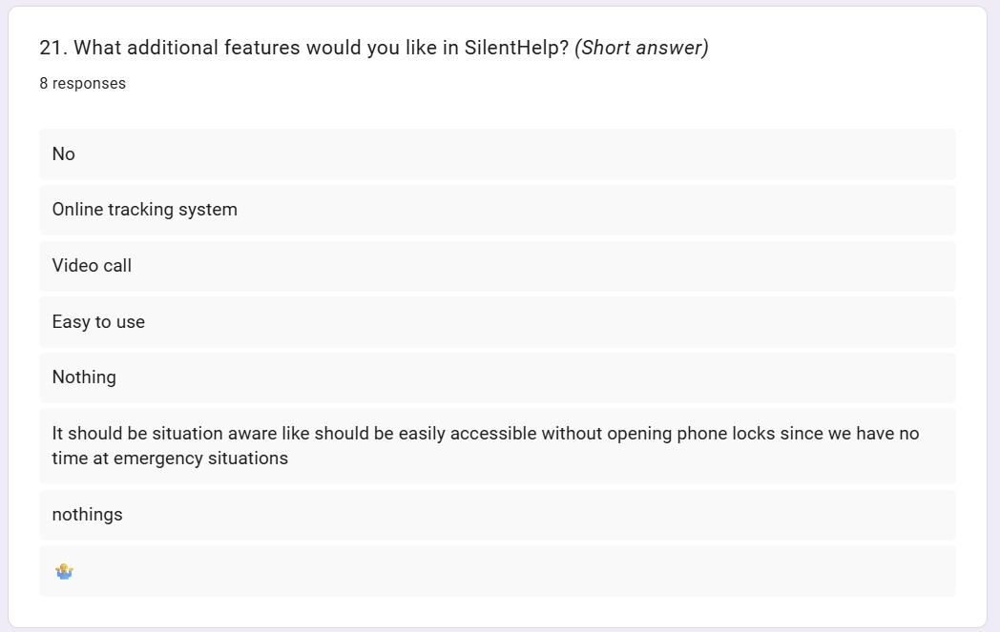 21. What additional features would you like in SilentHelp? (Short answer)
8 responses
No
Online tracking system
Video call
Easy to use
Nothing
It should be situation aware like should be easily accessible without opening phone locks since we have no
time at emergency situations
nothings